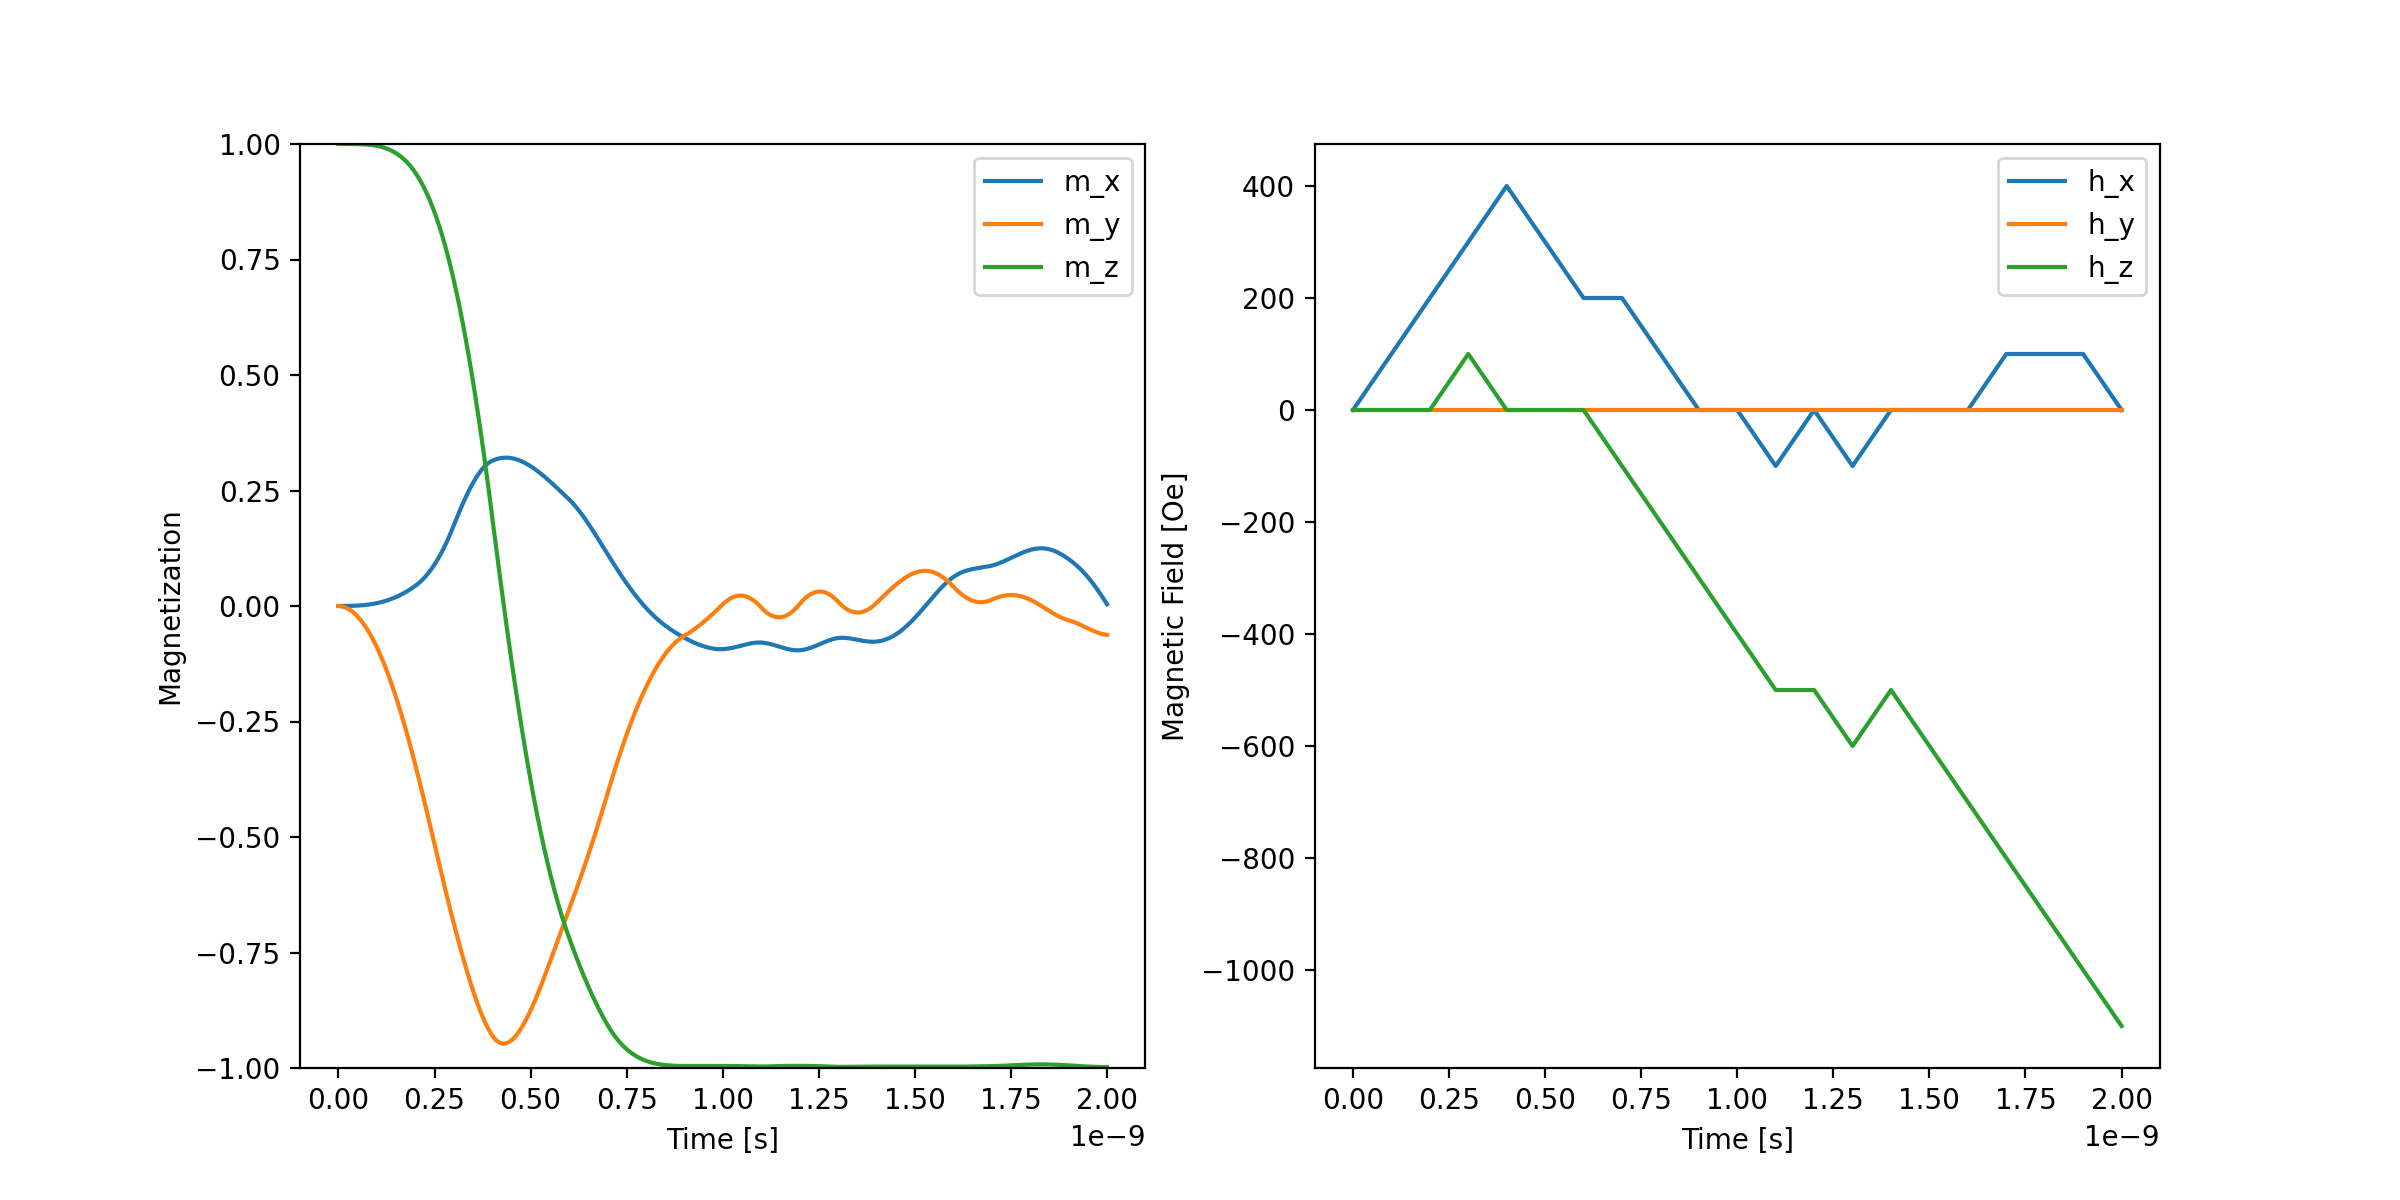 1.00
0.75
0.50
0.25
0.00
−0.25
−0.50
−0.75
−1.00
Magnetization
0.00 0.25 0.50 0.75 1.00 1.25 1.50 1.75 2.00
1e−9
Time [s]
m_x
m_y
m_z
400
200
0
−200
−400
−600
−800
−1000
Magnetic Field [Oe]
0.00 0.25 0.50 0.75 1.00 1.25 1.50 1.75 2.00
1e−9
Time [s]
h_x
h_y
h_z